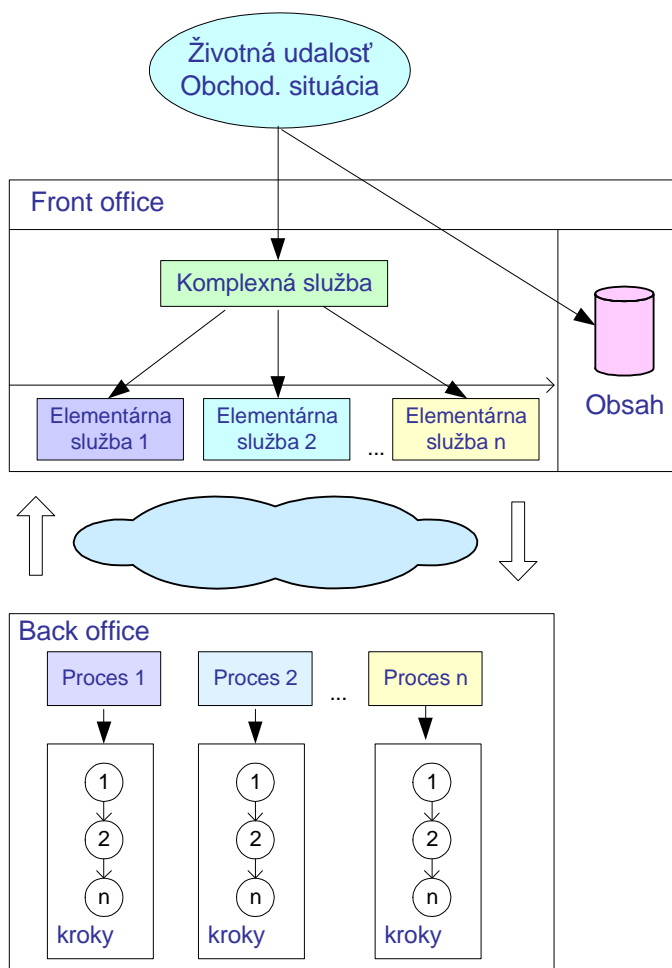 Životná udalosť
Obchod. situácia
Front office
Komplexná služba
Obsah
Elementárna
služba 1
Elementárna
služba 2
...
Elementárna
služba n
Back office
Proces 1
Proces 2
...
Proces n
1
2
n
kroky
1
2
n
kroky
1
2
n
kroky